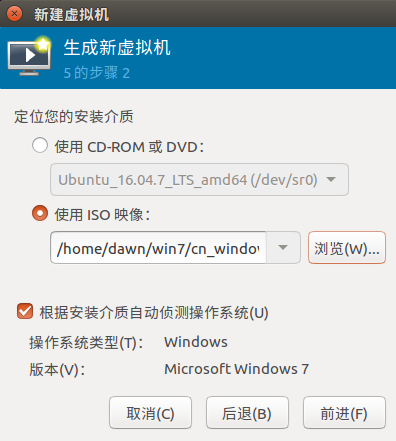 新建虚拟机
生成新虚拟机
5 的步骤 2
定位您的安装介质
使用 CD-ROM 或 DVD：
Ubuntu_16.04.7_LTS_amd64 (/dev/sr0)
使用 ISO 映像：
/home/dawn/win7/cn_window 浏览(W)...
根据安装介质自动侦测操作系统(U)
操作系统类型(T)： Windows
版本(V)： Microsoft Windows 7
取消(C) 后退(B) 前进(F)